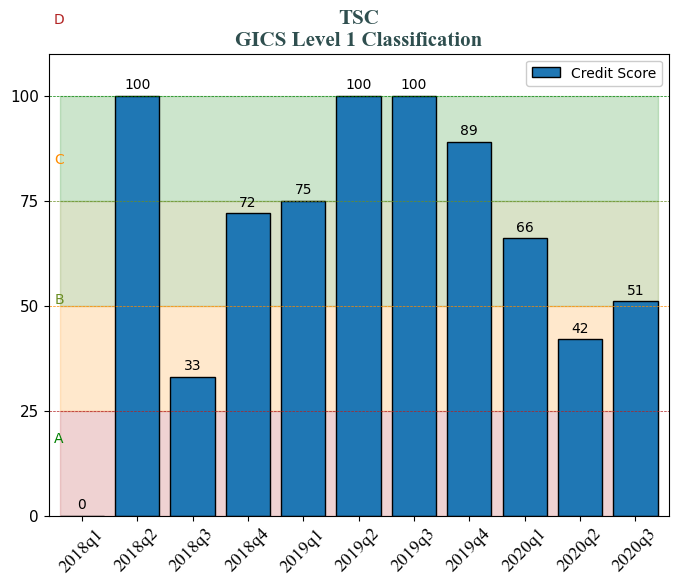 D
TSC
GICS Level 1 Classification
Credit Score
100
75
50
25
0
C
B
A
0
100
33
72
75
100
100
89
66
42
51
2018q1
2018q2
2018q3
2018q4
2019q1
2019q2
2019q3
2019q4
2020q1
2020q2
2020q3